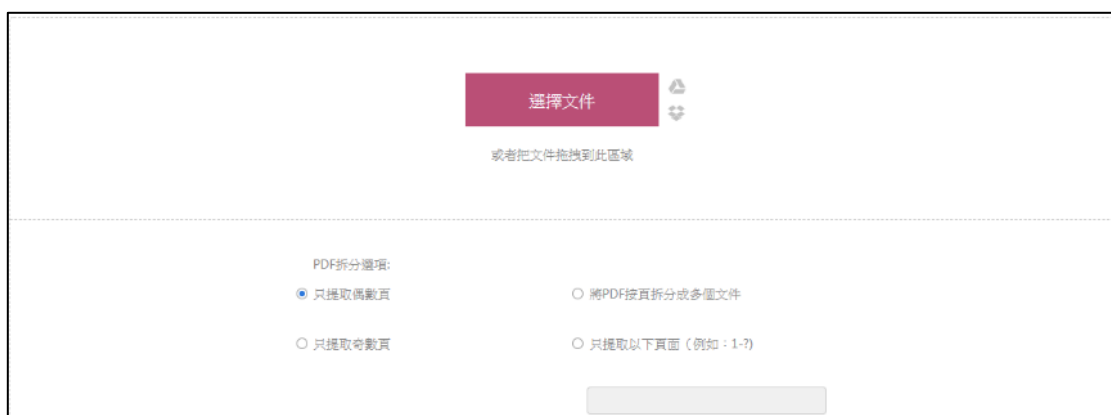 選擇文件
或者把文件拖拽到此區域
PDF拆分選項:
只提取偶數頁
將PDF按頁拆分成多個文件
只提取奇數頁
只提取以下頁面（例如：1-?)